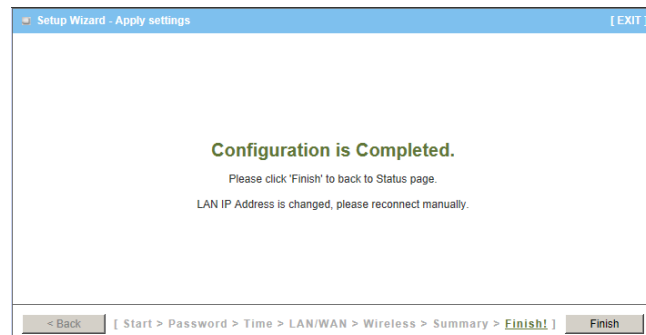 Setup Wizard - Apply settings [ EXIT ]
Configuration is Completed.
Please click 'Finish' to back to Status page.
LAN IP Address is changed, please reconnect manually.
< Back [ Start > Password > Time > LAN/WAN > Wireless > Summary > Finish! ] Finish